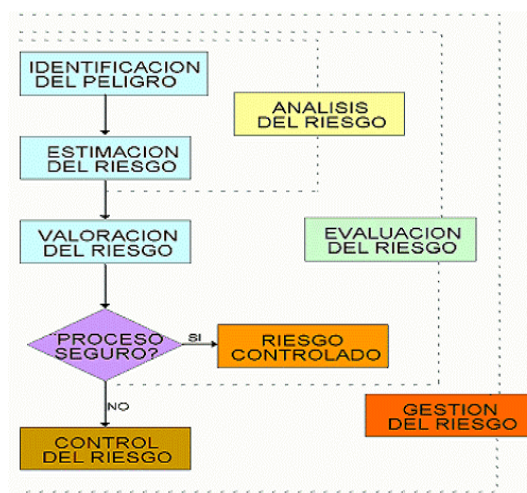 IDENTIFICACION
DEL PELIGRO
ANALISIS
DEL RIESGO
ESTIMACION
DEL RIESGO
VALORACION
DEL RIESGO
EVALUACION
DEL RIESGO
¿PROCESO
SEGURO?
SI
RIESGO
CONTROLADO
NO
GESTION
DEL RIESGO
CONTROL
DEL RIESGO